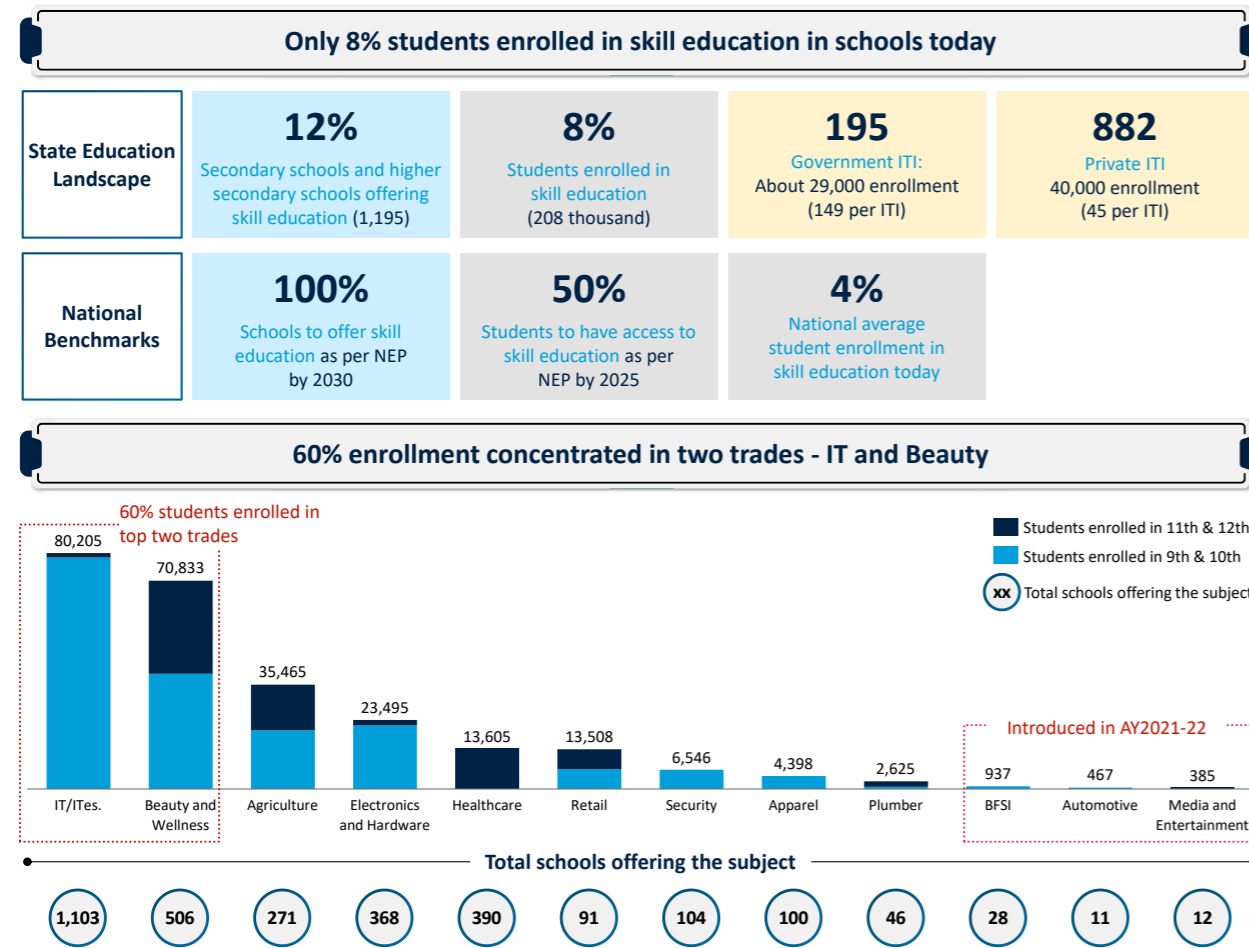 Only 8% students enrolled in skill education in schools today
State Education
Landscape
12%
Secondary schools and higher
secondary schools offering
skill education (1,195)
8%
Students enrolled in
skill education
(208 thousand)
195
Government ITI:
About 29,000 enrollment
(149 per ITI)
882
Private ITI
40,000 enrollment
(45 per ITI)
National
Benchmarks
100%
Schools to offer skill
education as per NEP
by 2030
50%
Students to have access to
skill education as per
NEP by 2025
4%
National average
student enrollment in
skill education today
60% enrollment concentrated in two trades - IT and Beauty
60% students enrolled in
top two trades
Students enrolled in 11th & 12th
Students enrolled in 9th & 10th
xx Total schools offering the subject
Introduced in AY2021-22
80,205
70,833
35,465
23,495
13,605
13,508
6,546
4,398
2,625
937
467
385
IT/ITes.
Beauty and
Wellness
Agriculture
Electronics
and Hardware
Healthcare
Retail
Security
Apparel
Plumber
BFSI
Automotive
Media and
Entertainment
Total schools offering the subject
1,103
506
271
368
390
91
104
100
46
28
11
12